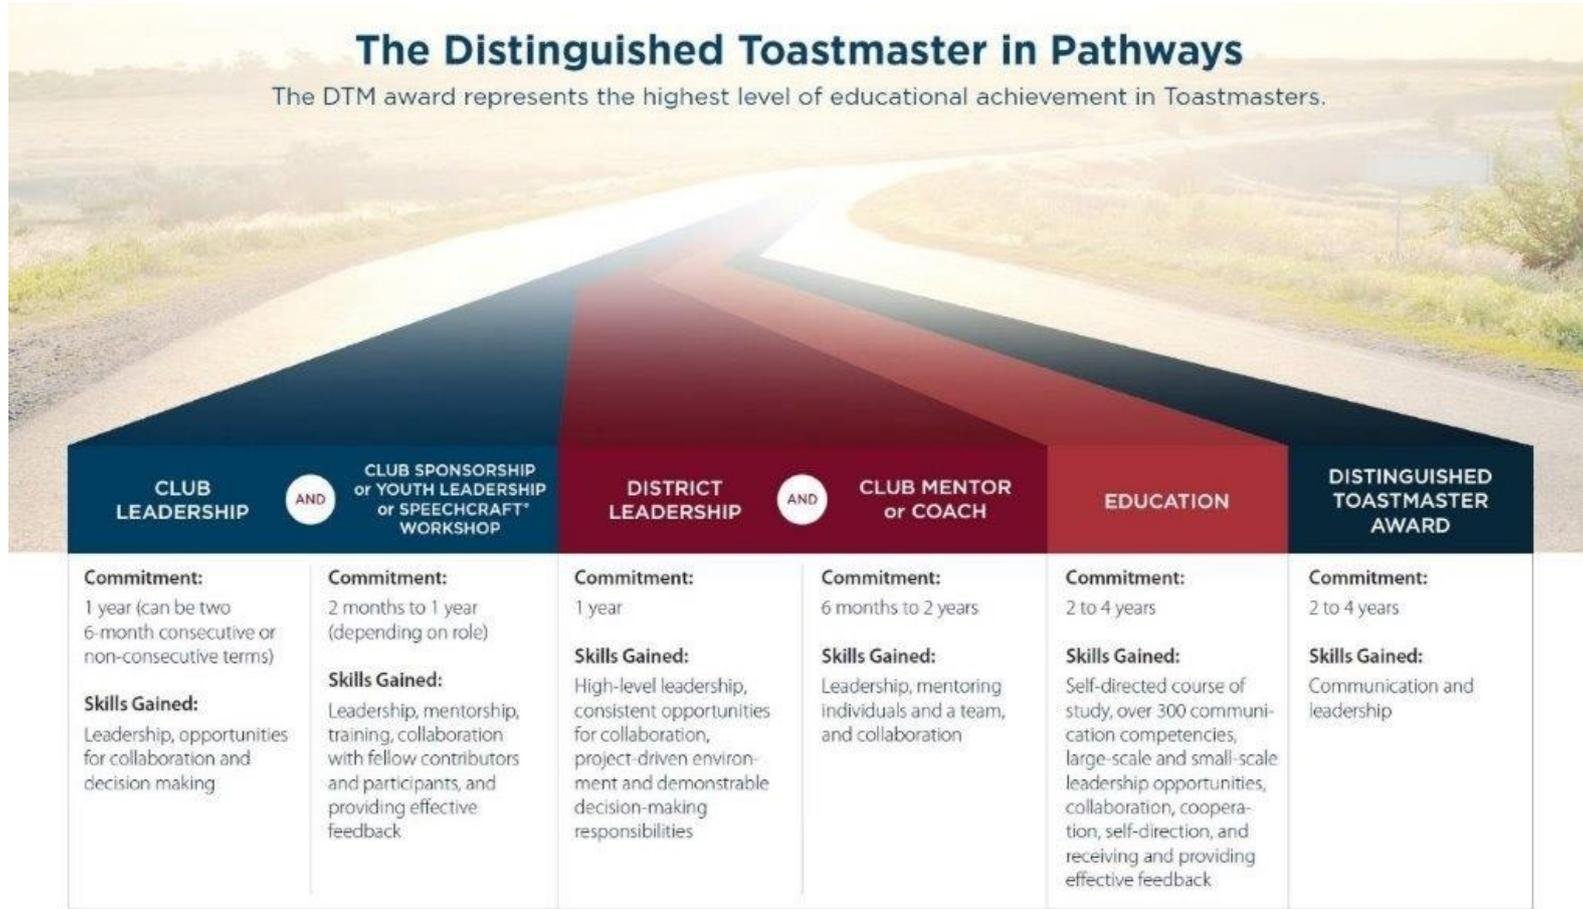 The Distinguished Toastmaster in Pathways
The DTM award represents the highest level of educational achievement in Toastmasters.
CLUB
LEADERSHIP
AND
CLUB SPONSORSHIP
or YOUTH LEADERSHIP
or SPEECHCRAFT®
WORKSHOP
DISTRICT
LEADERSHIP
AND
CLUB MENTOR
or COACH
EDUCATION
DISTINGUISHED
TOASTMASTER
AWARD
Commitment:
1 year (can be two
6-month consecutive or
non-consecutive terms)
Skills Gained:
Leadership, opportunities
for collaboration and
decision making
Commitment:
2 months to 1 year
(depending on role)
Skills Gained:
Leadership, mentorship,
training, collaboration
with fellow contributors
and participants, and
providing effective
feedback
Commitment:
1 year
Skills Gained:
High-level leadership,
consistent opportunities
for collaboration,
project-driven environ-
ment and demonstrable
decision-making
responsibilities
Commitment:
6 months to 2 years
Skills Gained:
Leadership, mentoring
individuals and a team,
and collaboration
Commitment:
2 to 4 years
Skills Gained:
Self-directed course of
study, over 300 communi-
cation competencies,
large-scale and small-scale
leadership opportunities,
collaboration, coopera-
tion, self-direction, and
receiving and providing
effective feedback
Commitment:
2 to 4 years
Skills Gained:
Communication and
leadership